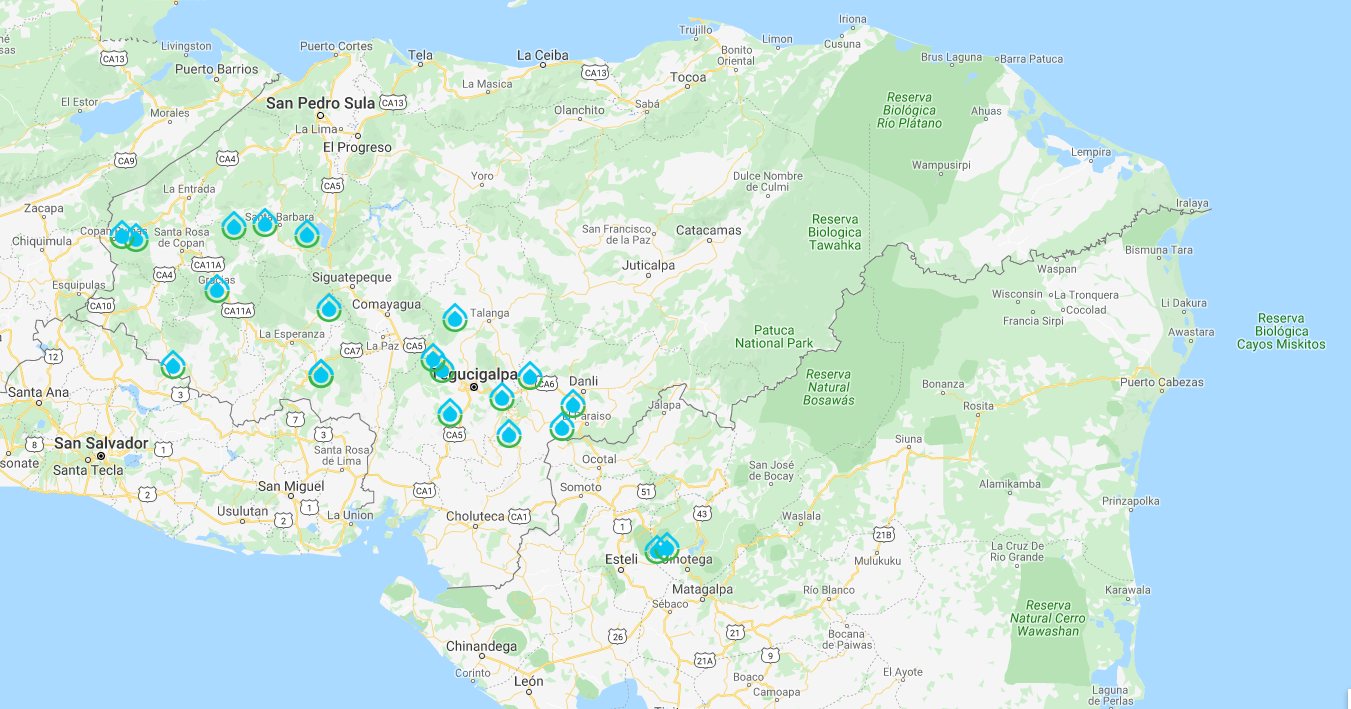 Iriona
Trujillo
Limon
Cusuna
Livingston
Puerto Cortes
Tela
La Ceiba
Bonito
Oriental
Brus Laguna
Barra Patuca
CA13
Puerto Barrios
CA13
Tocoa
La Masica
El Estor
San Pedro Sula
CA13
Sabá
Olanchito
Reserva
Biológica
Río Plátano
Ahuas
Morales
La Lima
El Progreso
CA9
CA4
Lempira
Wampusirpi
Yoro
Dulce Nombre
de Culmi
CA5
La Entrada
Zacapa
Iralaya
Santa Barbara
Reserva
Biologica
Tawahka
San Francisco
de la Paz
Catacamas
Santa Rosa
de Copan
Chiquimula
Bismuna Tara
CA4
CA11A
Juticalpa
Waspan
Siguatepeque
Gracias
Esquipulas
Wisconsin
La Tronquera
Cocolad
Francia Sirpi
Li Dakura
CA10
CA11A
Comayagua
Talanga
Awastara
Reserva
Biológica
Cayos Miskitos
Patuca
National Park
La Esperanza
CA7
La Paz
CA5
12
Tegucigalpa
CA6
Danli
Reserva
Natural
Bosawás
Bonanza
Puerto Cabezas
Santa Ana
3
Jalapa
Rosita
El Paraiso
7
3
CA5
8
San Salvador
1
Santa Rosa
de Lima
Siuna
Ocotal
San José
de Bocay
sonate
Santa Tecla
2
San Miguel
CA1
Somoto
51
Alamikamba
Prinzapolka
Usulutan
1
2
La Union
Choluteca
CA1
1
43
Waslala
21B
Esteli
La Cruz De
Río Grande
Mulukuku
Matagalpa
Río Blanco
Karawala
Sébaco
Reserva
Natural Cerro
Wawashan
26
21
Bocana
de Paiwas
Chinandega
21A
9
Corinto
León
Boaco
Camoapa
El Ayote
Laguna
de Perlas